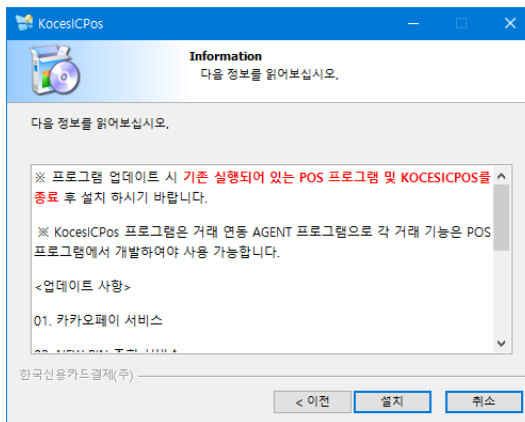 KocesICPos
Information
다음 정보를 읽어보십시오.
다음 정보를 읽어보십시오.
※ 프로그램 업데이트 시 기존 실행되어 있는 POS 프로그램 및 KOCESICPOS를
종료 후 설치 하시기 바랍니다.
※ KocesICPos 프로그램은 거래 연동 AGENT 프로그램으로 각 거래 기능은 POS
프로그램에서 개발하여야 사용 가능합니다.
<업데이트 사항>
01. 카카오페이 서비스
한국신용카드결제(주)
< 이전
설치
취소